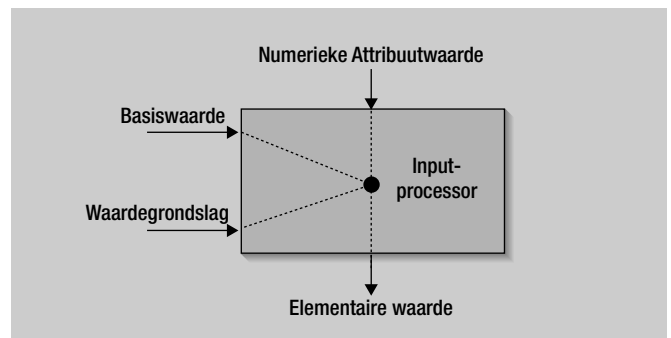 Numerieke Attribuutwaarde
Basiswaarde
Input-
processor
Waardegrondslag
Elementaire waarde